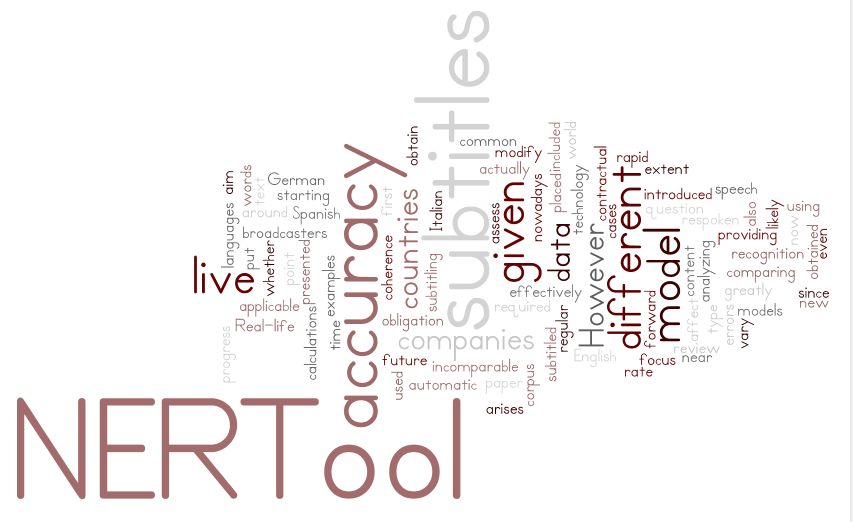 NERTool
subtitles
accuracy
different
model
given
live
However
companies
countries
data
common
modify
actually
placed
included
world
technology
contractual
rapid
extent
introduced
speech
question
respoken
also
likely
using
now
even
obtained
providing
recognition
comparing
content
analyzing
greatly
since
new
models
errors
type
affect
vary
review
near
focus
rate
forward
cases
assess
nowadays
effectively
required
regular
English
subtitled
corpus
arises
paper
incomparable
automatic
used
future
obligation
subtitling
Italian
obtain
first
coherence
German
starting
Spanish
around
text
words
aim
languages
broadcasters
put
whether
point
presented
examples
applicable
Real-life
time
calculations
progress